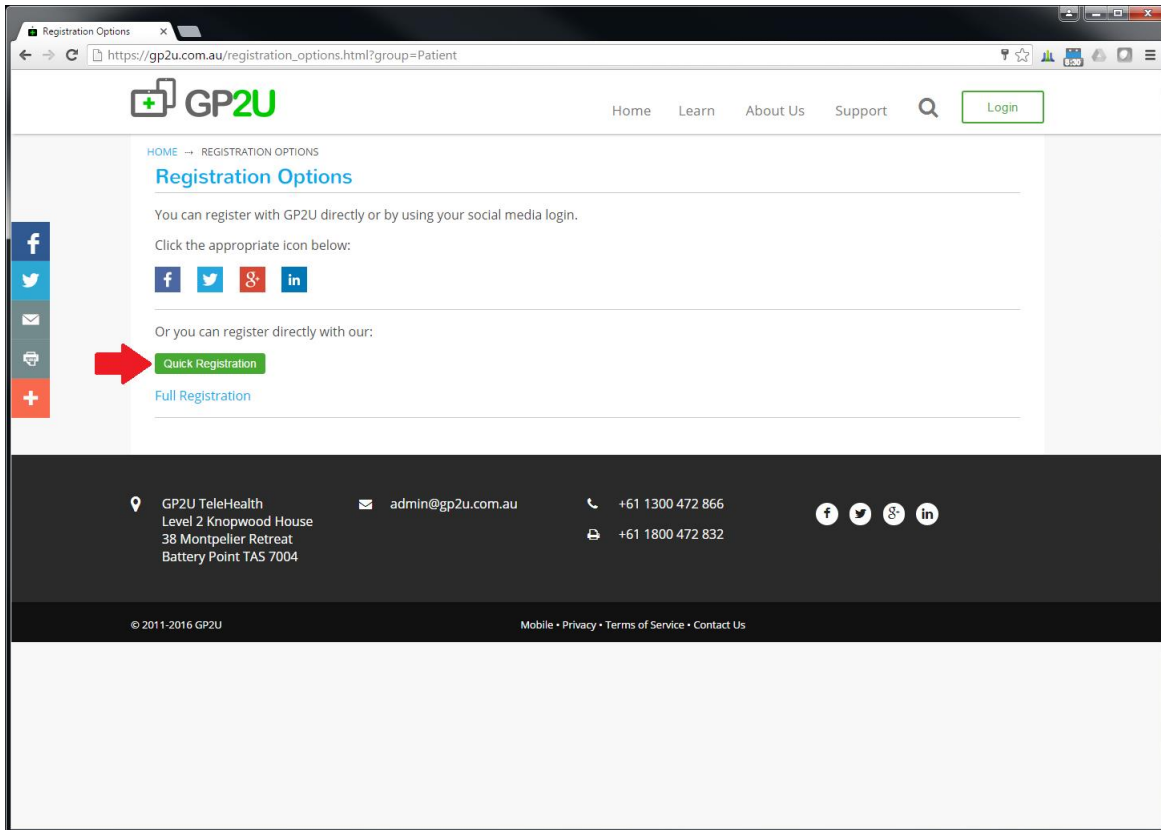 Registration Options
https://gp2u.com.au/registration_options.html?group=Patient
GP2U
Home Learn About Us Support Login
HOME → REGISTRATION OPTIONS
Registration Options
You can register with GP2U directly or by using your social media login.
Click the appropriate icon below:
Or you can register directly with our:
Quick Registration
Full Registration
GP2U TeleHealth
Level 2 Knopwood House
38 Montpelier Retreat
Battery Point TAS 7004
admin@gp2u.com.au
+61 1300 472 866
+61 1800 472 832
© 2011-2016 GP2U
Mobile • Privacy • Terms of Service • Contact Us